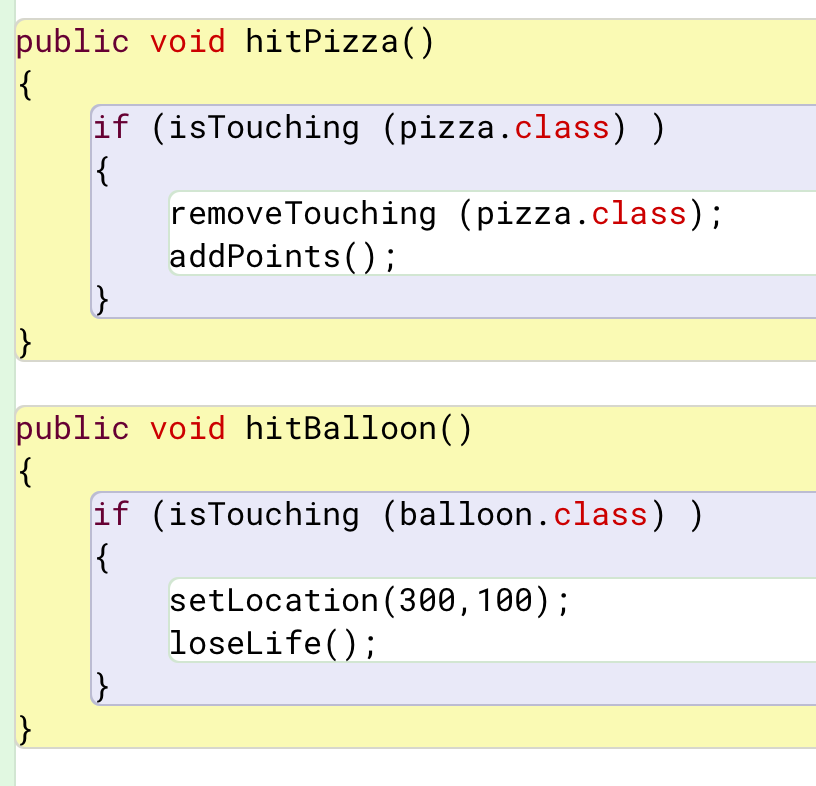 public void hitPizza()
{
if (isTouching (pizza.class) )
{
removeTouching (pizza.class);
addPoints();
}
}
public void hitBalloon()
{
if (isTouching (balloon.class) )
{
setLocation(300,100);
loseLife();
}
}